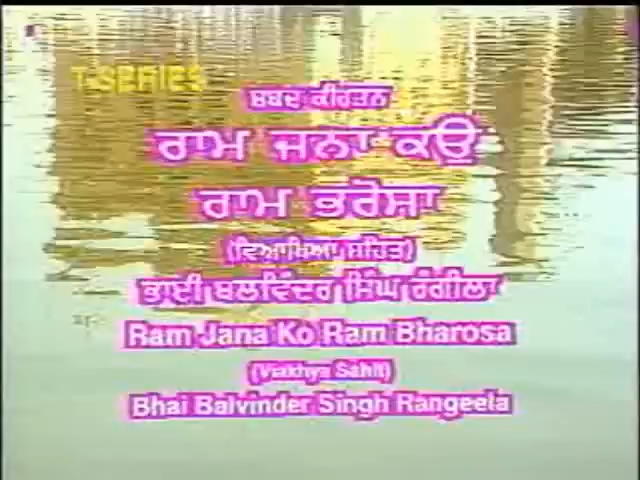 T-SERIES
ਸ਼ਬਦ ਕੀਰਤਨ
ਰਾਮ ਜਨਾ ਕਉ
ਰਾਮ ਭਰੋਸਾ
(ਵਿਆਖਿਆ ਸਹਿਤ)
ਭਾਈ ਬਲਵਿੰਦਰ ਸਿੰਘ ਰੰਗੀਲਾ
Ram Jana Ko Ram Bharosa
(Viakhya Sahit)
Bhai Balvinder Singh Rangeela